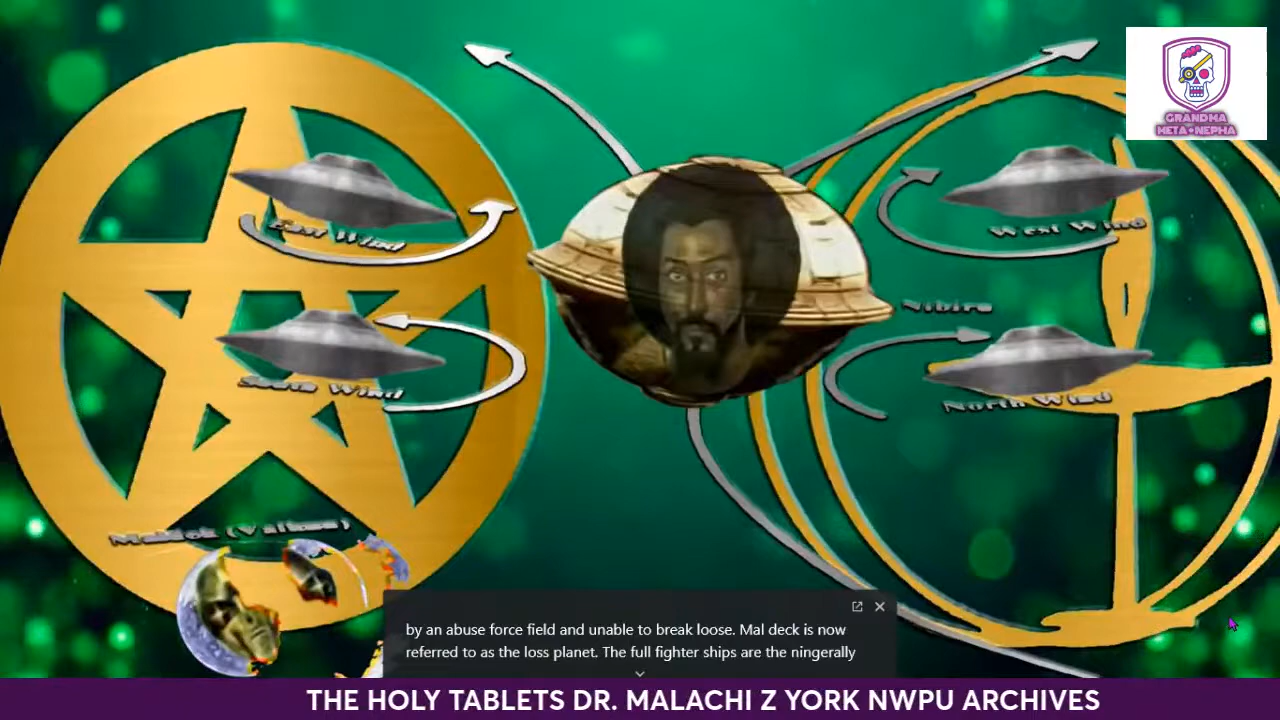 GRANDMA
META•NEPHA
East Wind
West Wind
Nibiru
South Wind
North Wind
Maldek (Valluna)
by an abuse force field and unable to break loose. Mal deck is now
referred to as the loss planet. The full fighter ships are the ningerally
THE HOLY TABLETS DR. MALACHI Z YORK NWPU ARCHIVES